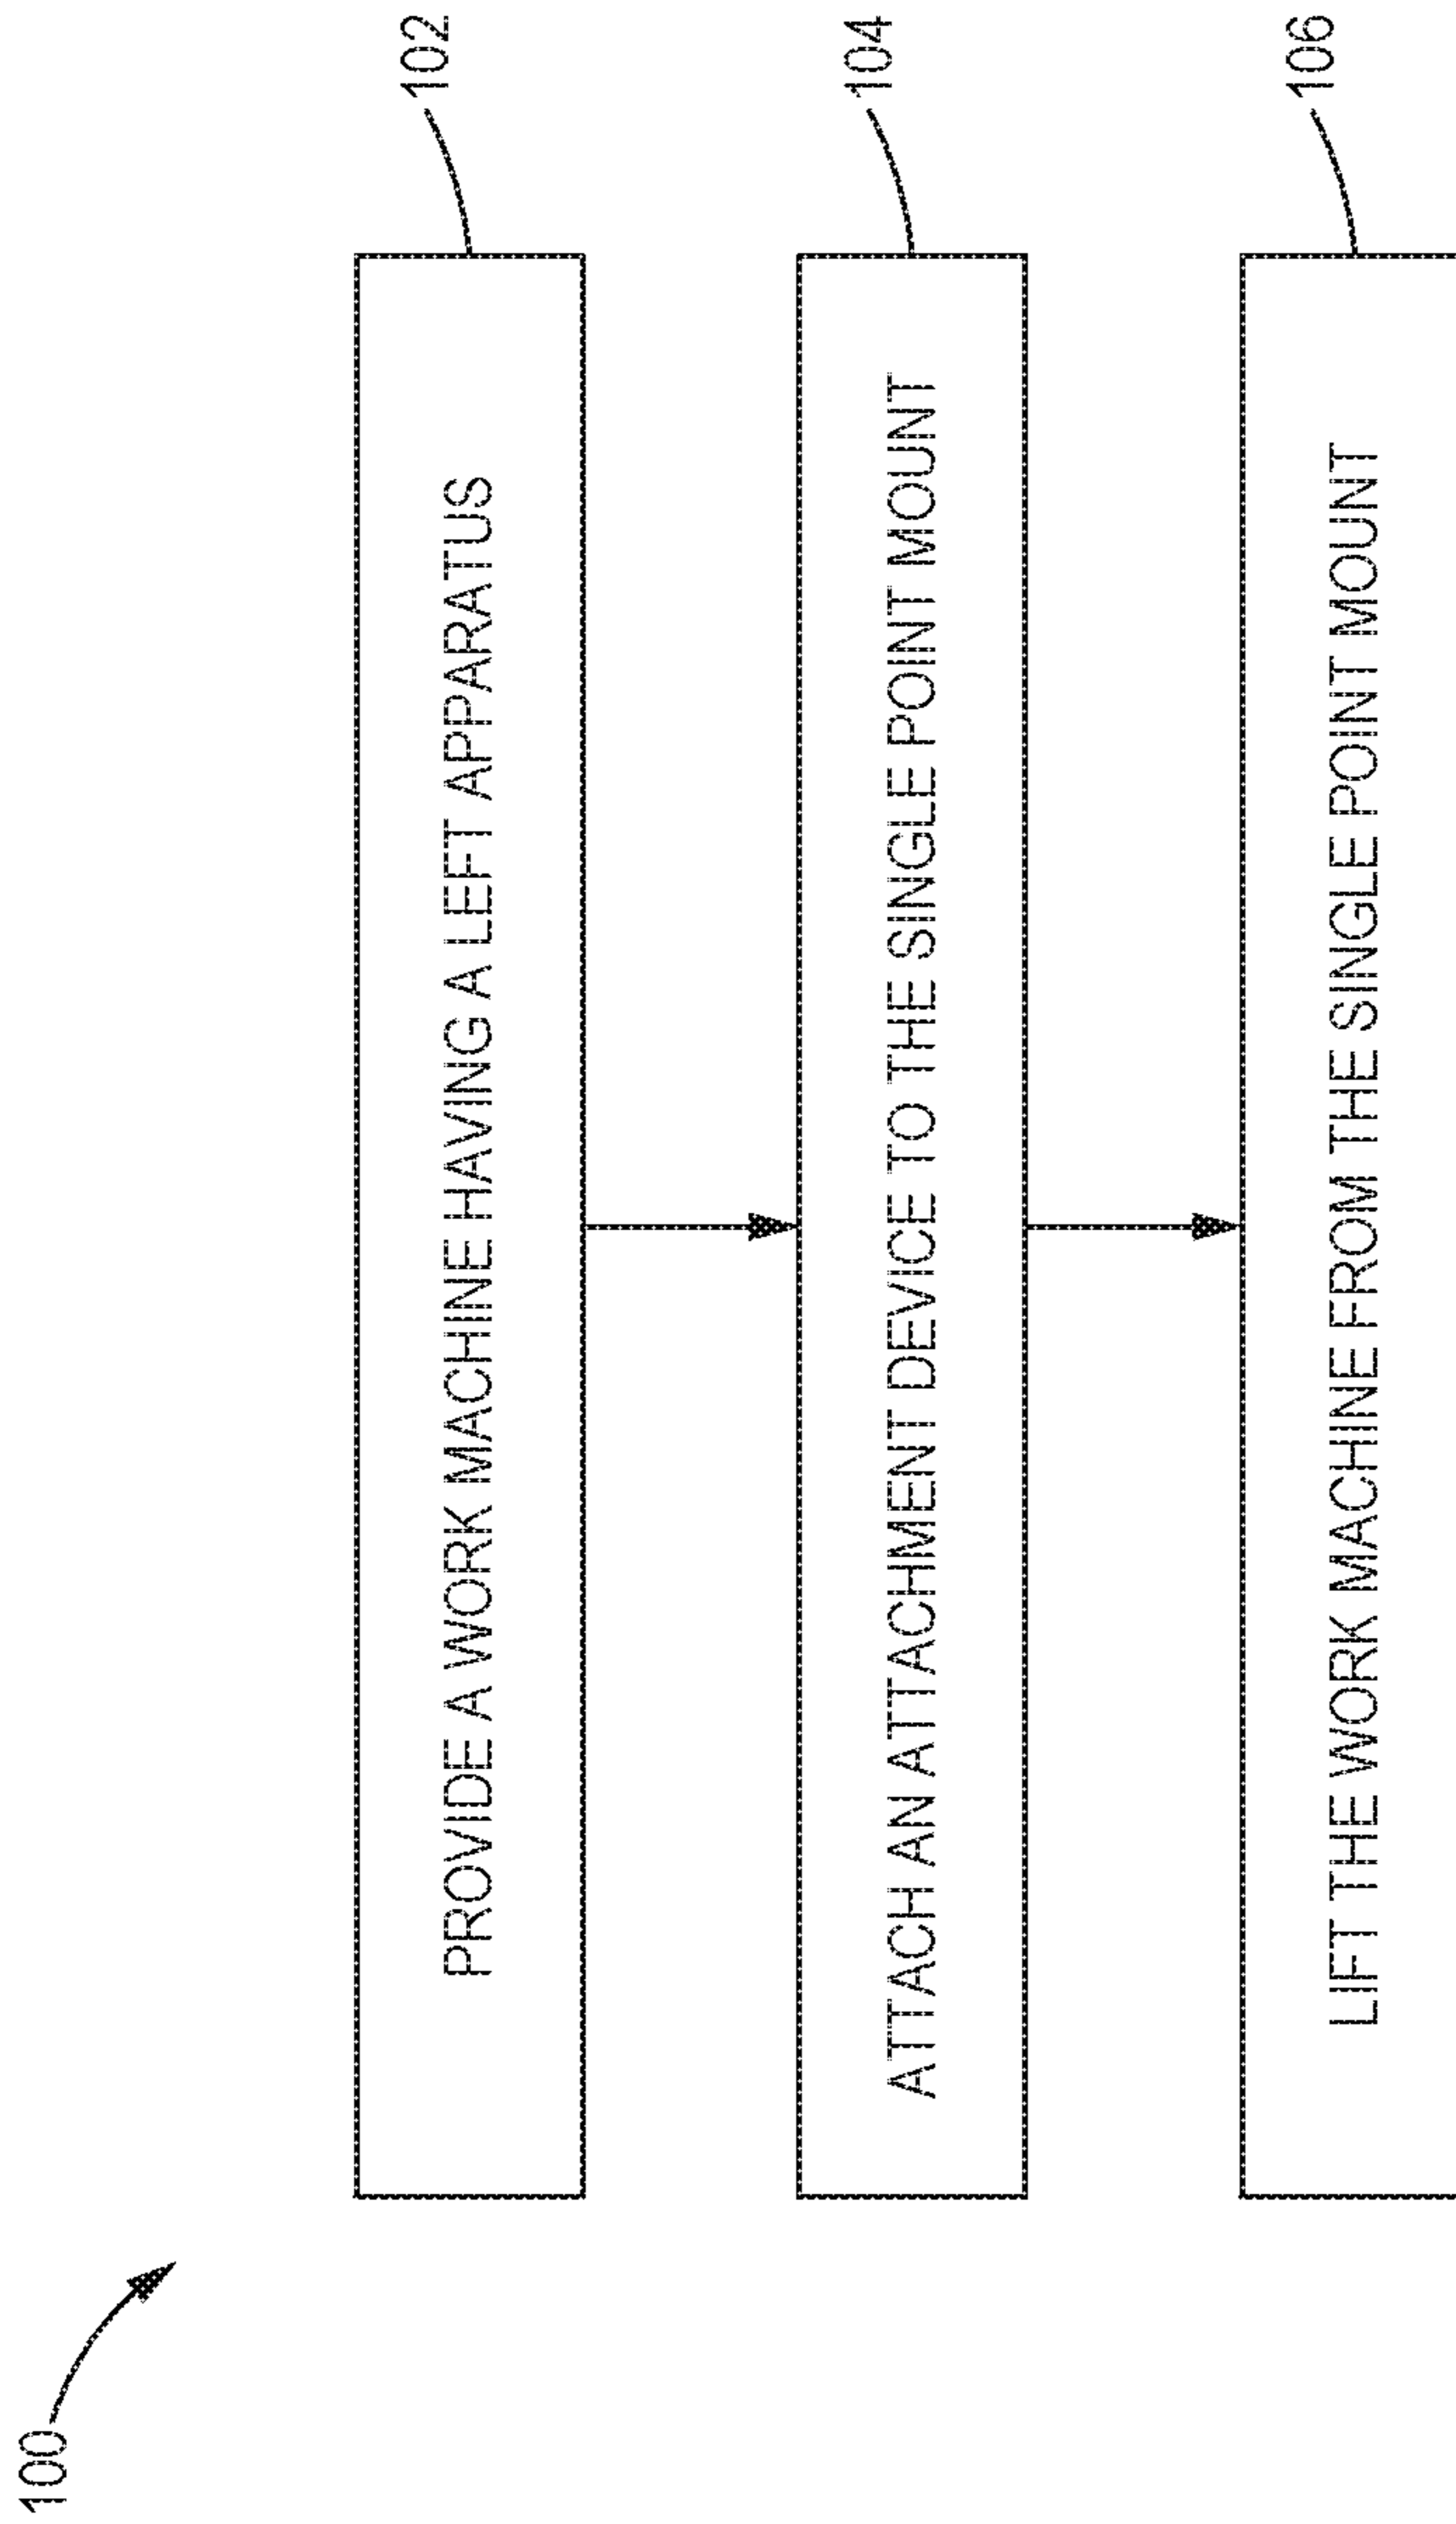 100
PROVIDE A WORK MACHINE HAVING A LEFT APPARATUS
102
ATTACH AN ATTACHMENT DEVICE TO THE SINGLE POINT MOUNT
104
LIFT THE WORK MACHINE FROM THE SINGLE POINT MOUNT
106